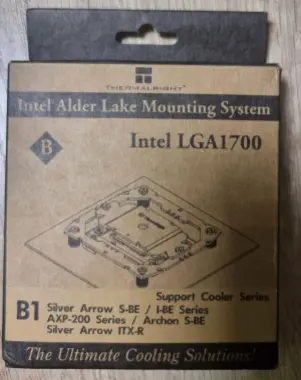 THERMALRIGHT
Intel Alder Lake Mounting System
B
Intel LGA1700
Support Cooler Series
B1
Silver Arrow S-BE / I-BE Series
AXP-200 Series / Archon S-BE
Silver Arrow ITX-R
The Ultimate Cooling Solutions!